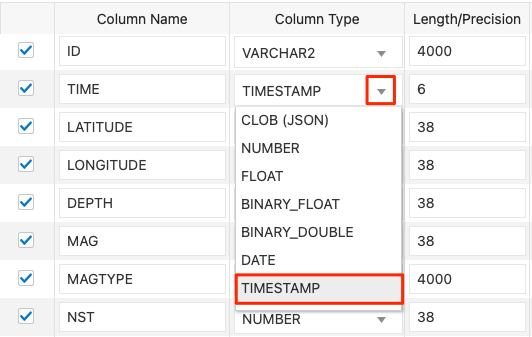 Column Name Column Type Length/Precision
ID VARCHAR2 4000
TIME TIMESTAMP 6
LATITUDE CLOB (JSON) 38
NUMBER
LONGITUDE FLOAT 38
DEPTH BINARY_FLOAT 38
MAG BINARY_DOUBLE 38
DATE
MAGTYPE TIMESTAMP 4000
NST NUMBER 38